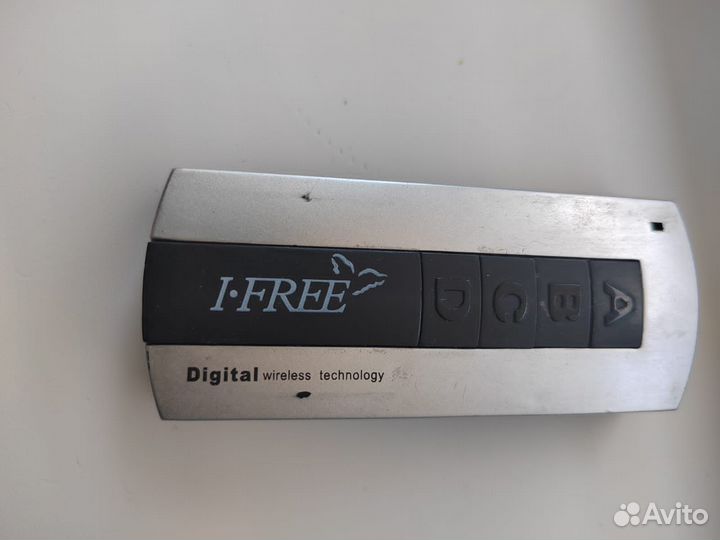 I·FREE
D C B A
Digital wireless technology
Avito